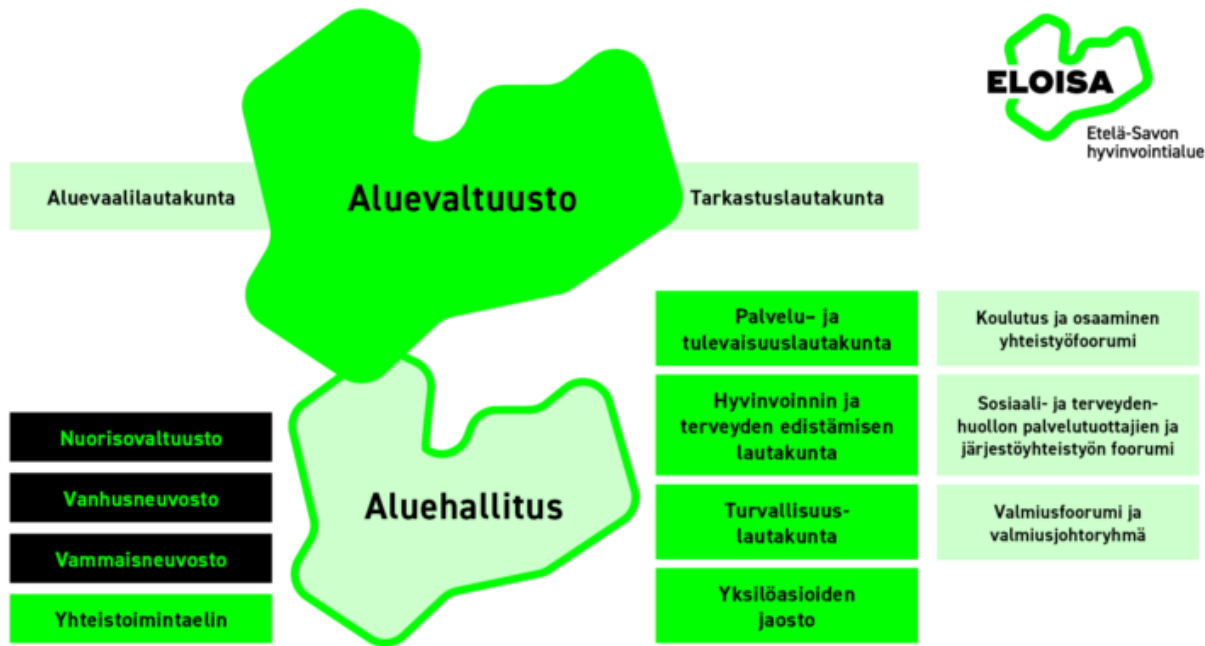 ELOISA
Etelä-Savon
hyvinvointialue
Aluevaalilautakunta
Aluevaltuusto
Tarkastuslautakunta
Palvelu- ja
tulevaisuuslautakunta
Koulutus ja osaaminen
yhteistyöfoorumi
Hyvinvoinnin ja
terveyden edistämisen
lautakunta
Sosiaali- ja terveyden-
huollon palvelutuottajien ja
järjestöyhteistyön foorumi
Nuorisovaltuusto
Vanhusneuvosto
Vammaisneuvosto
Yhteistoimintaelin
Aluehallitus
Turvallisuus-
lautakunta
Valmiusfoorumi ja
valmiusjohtoryhmä
Yksilöasioiden
jaosto